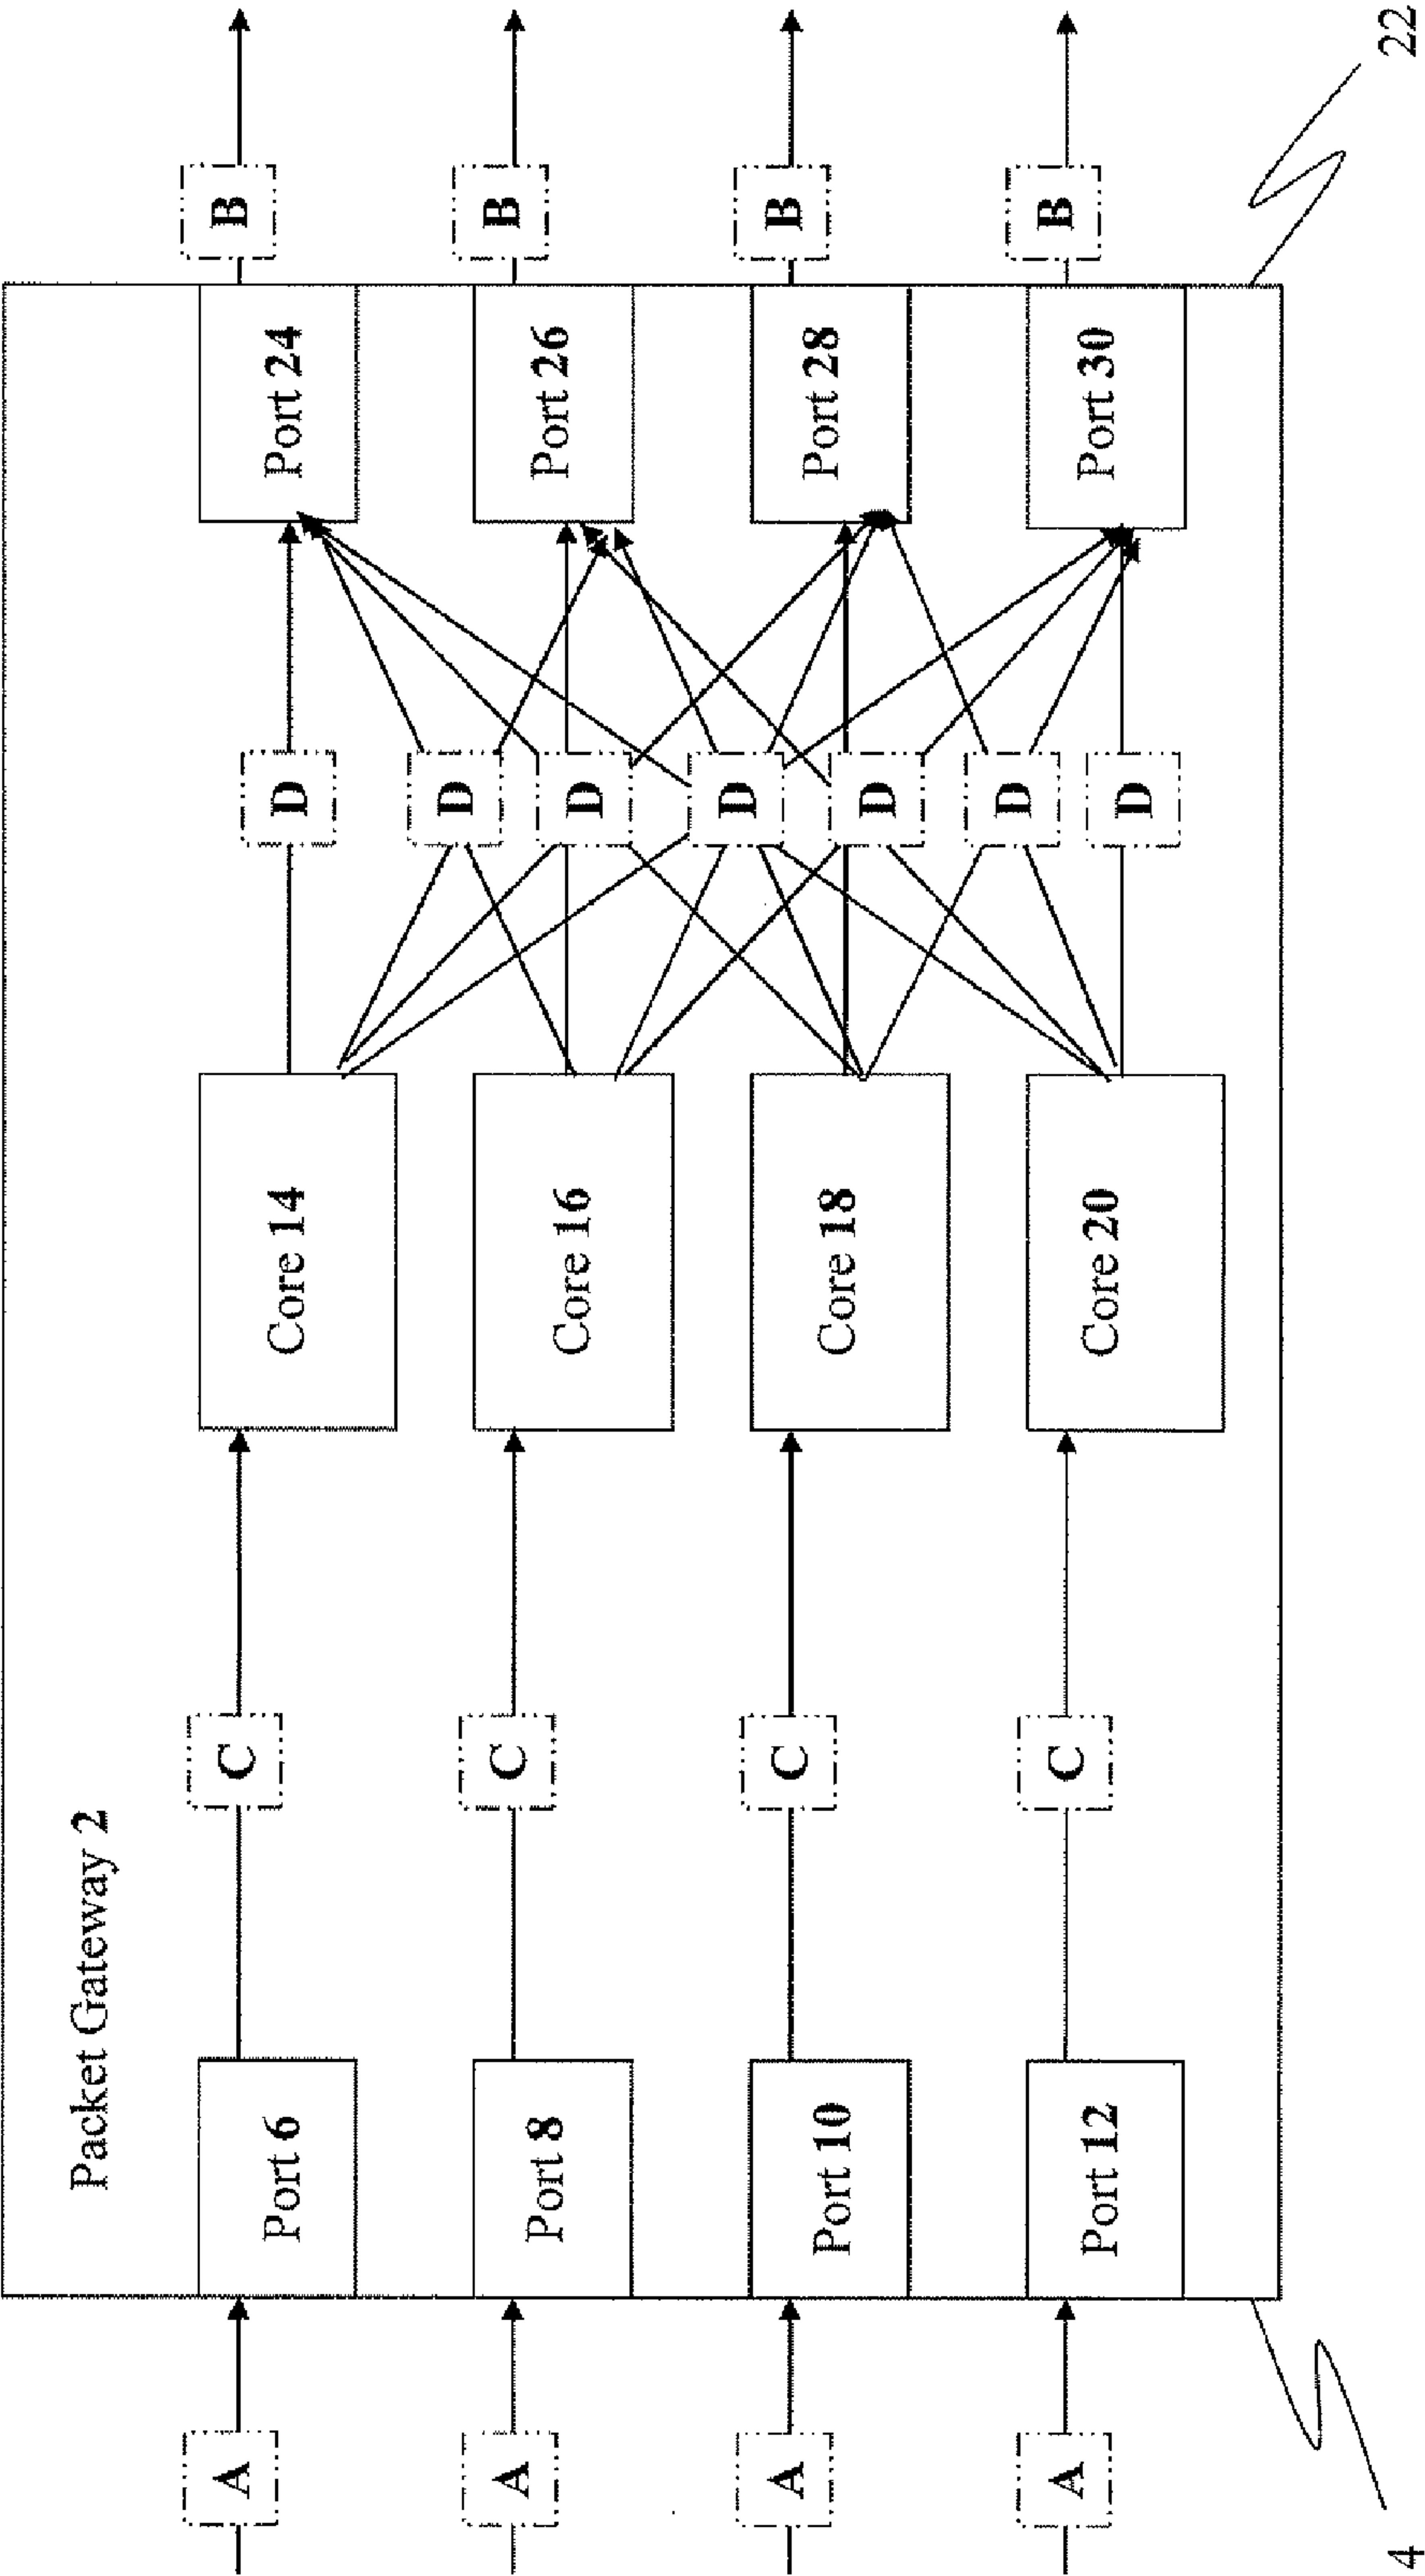 Packet Gateway 2
A
Port 6
C
Core 14
D
Port 24
B
D
A
Port 8
C
Core 16
D
Port 26
B
D
A
Port 10
C
Core 18
D
Port 28
B
D
A
Port 12
C
Core 20
D
Port 30
B
4
22